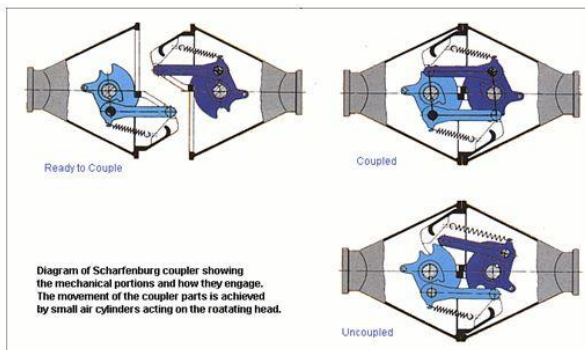 Ready to Couple
Coupled
Diagram of Scharfenburg coupler showing
the mechanical portions and how they engage.
The movement of the coupler parts is achieved
by small air cylinders acting on the roatating head.
Uncoupled